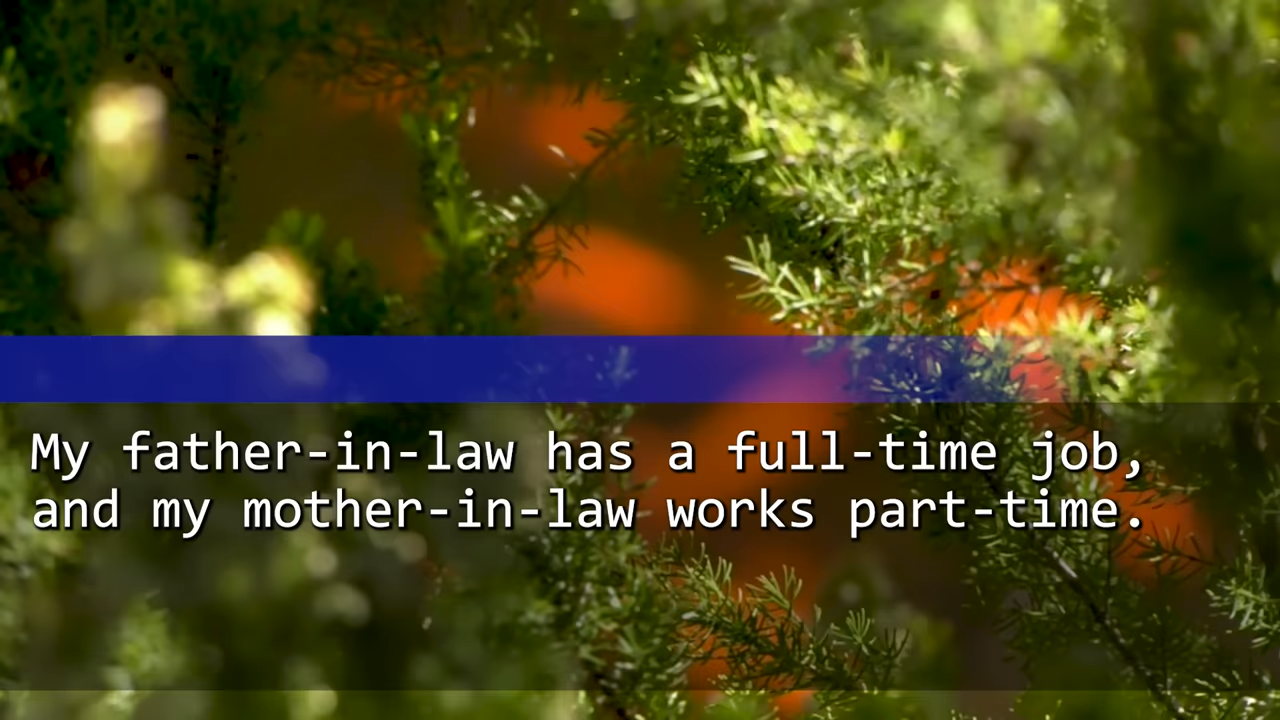 My father-in-law has a full-time job,
and my mother-in-law works part-time.